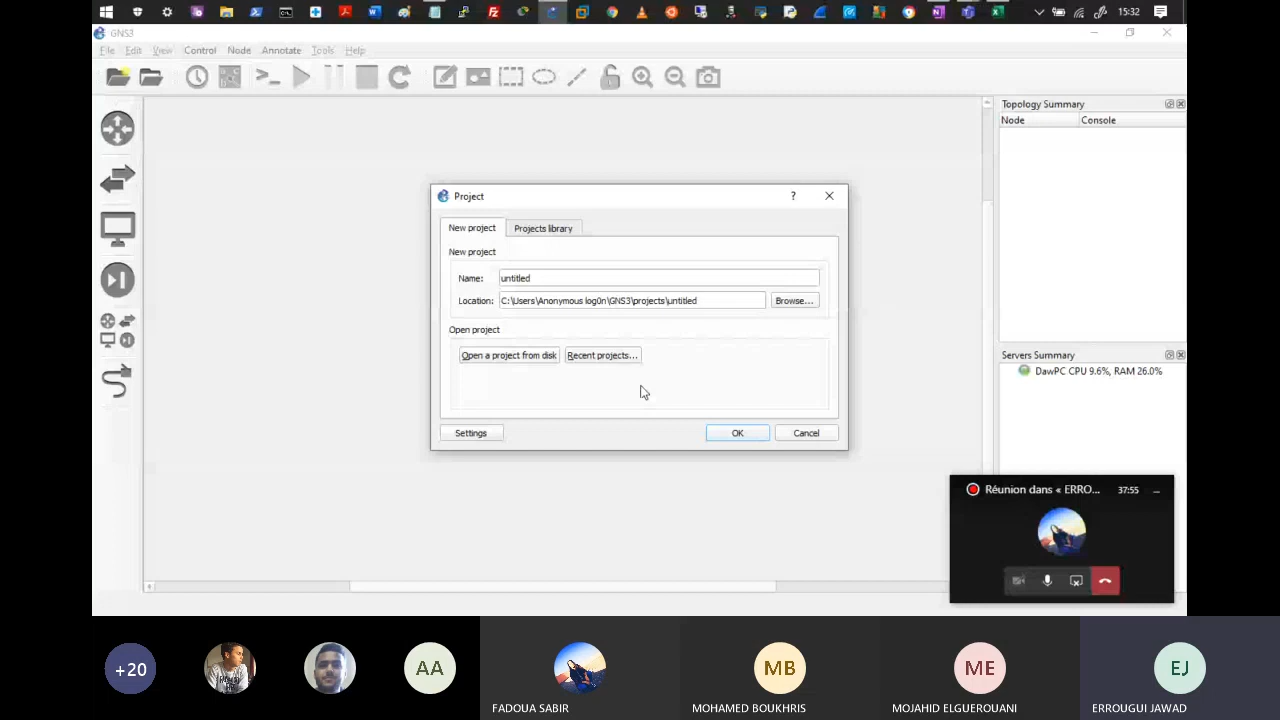 15:32
GNS3
File Edit View Control Node Annotate Tools Help
Topology Summary
Node Console
Project
New project Projects library
New project
Name: untitled
Location: C:\Users\Anonymous log0n\GNS3\projects\untitled Browse...
Open project
Open a project from disk Recent projects...
Settings OK Cancel
Servers Summary
DawPC CPU 9.6%, RAM 26.0%
Réunion dans « ERRO... 37:55
+20 AA MB ME EJ
FADOUA SABIR MOHAMED BOUKHRIS MOJAHID ELGUEROUANI ERROUGUI JAWAD